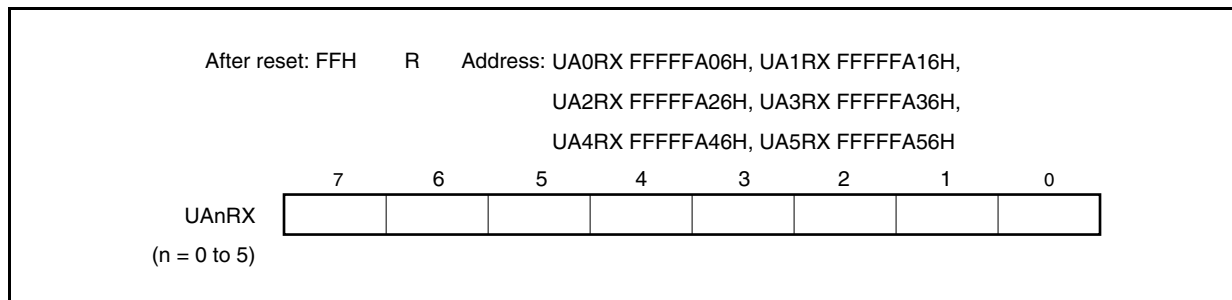 After reset: FFH R Address: UA0RX FFFFFA06H, UA1RX FFFFFA16H,
UA2RX FFFFFA26H, UA3RX FFFFFA36H,
UA4RX FFFFFA46H, UA5RX FFFFFA56H
7 6 5 4 3 2 1 0
UAnRX
(n = 0 to 5)